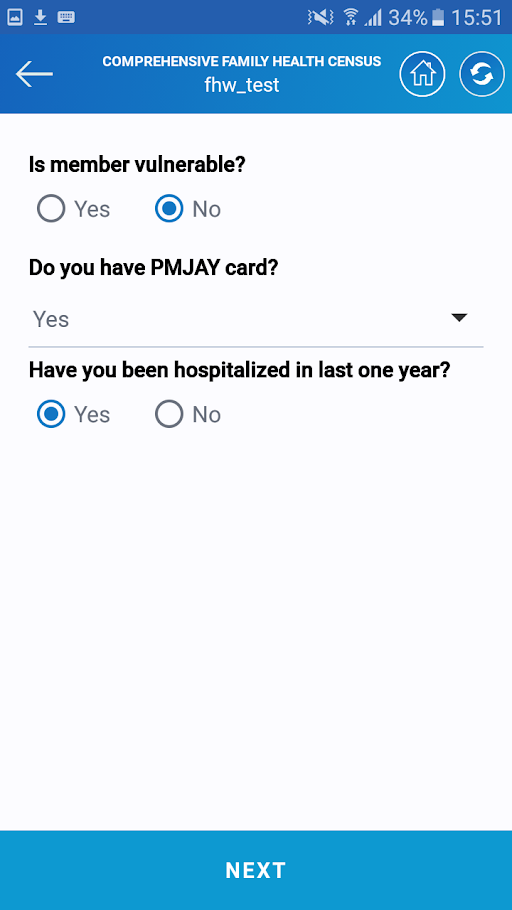 34% 15:51
COMPREHENSIVE FAMILY HEALTH CENSUS
fhw_test
Is member vulnerable?
Yes No
Do you have PMJAY card?
Yes
Have you been hospitalized in last one year?
Yes No
NEXT